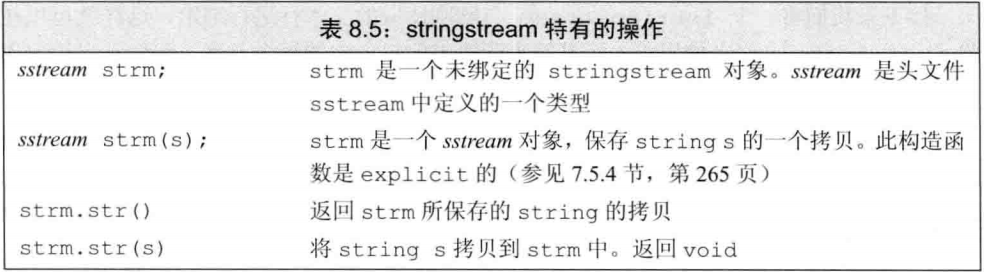 表 8.5：stringstream 特有的操作
sstream strm; strm 是一个未绑定的 stringstream 对象。sstream 是头文件
sstream 中定义的一个类型
sstream strm(s); strm 是一个 sstream 对象，保存 string s 的一个拷贝。此构造函
数是 explicit 的（参见 7.5.4 节，第 265 页）
strm.str() 返回 strm 所保存的 string 的拷贝
strm.str(s) 将 string s 拷贝到 strm 中。返回 void